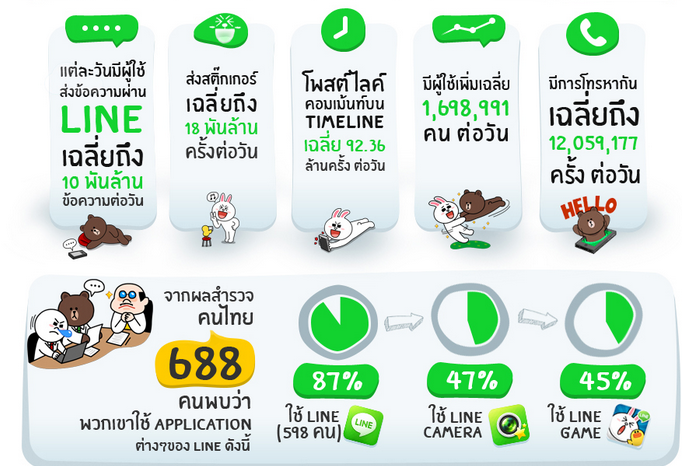 แต่ละวันมีผู้ใช้
ส่งข้อความผ่าน
LINE
เฉลี่ยถึง
10 พันล้าน
ข้อความต่อวัน
ส่งสติ๊กเกอร์
เฉลี่ยถึง
18 พันล้าน
ครั้งต่อวัน
โพสต์ไลค์
คอมเม้นท์บน
TIMELINE
เฉลี่ย 92.36
ล้านครั้ง ต่อวัน
มีผู้ใช้เพิ่มเฉลี่ย
1,698,991
คน ต่อวัน
มีการโทรหากัน
เฉลี่ยถึง
12,059,177
ครั้ง ต่อวัน
HELLO
จากผลสำรวจ
คนไทย
688
คนพบว่า
พวกเขาใช้ APPLICATION
ต่างๆของ LINE ดังนี้
87%
ใช้ LINE
(598 คน)
LINE
47%
ใช้ LINE
CAMERA
45%
ใช้ LINE
GAME